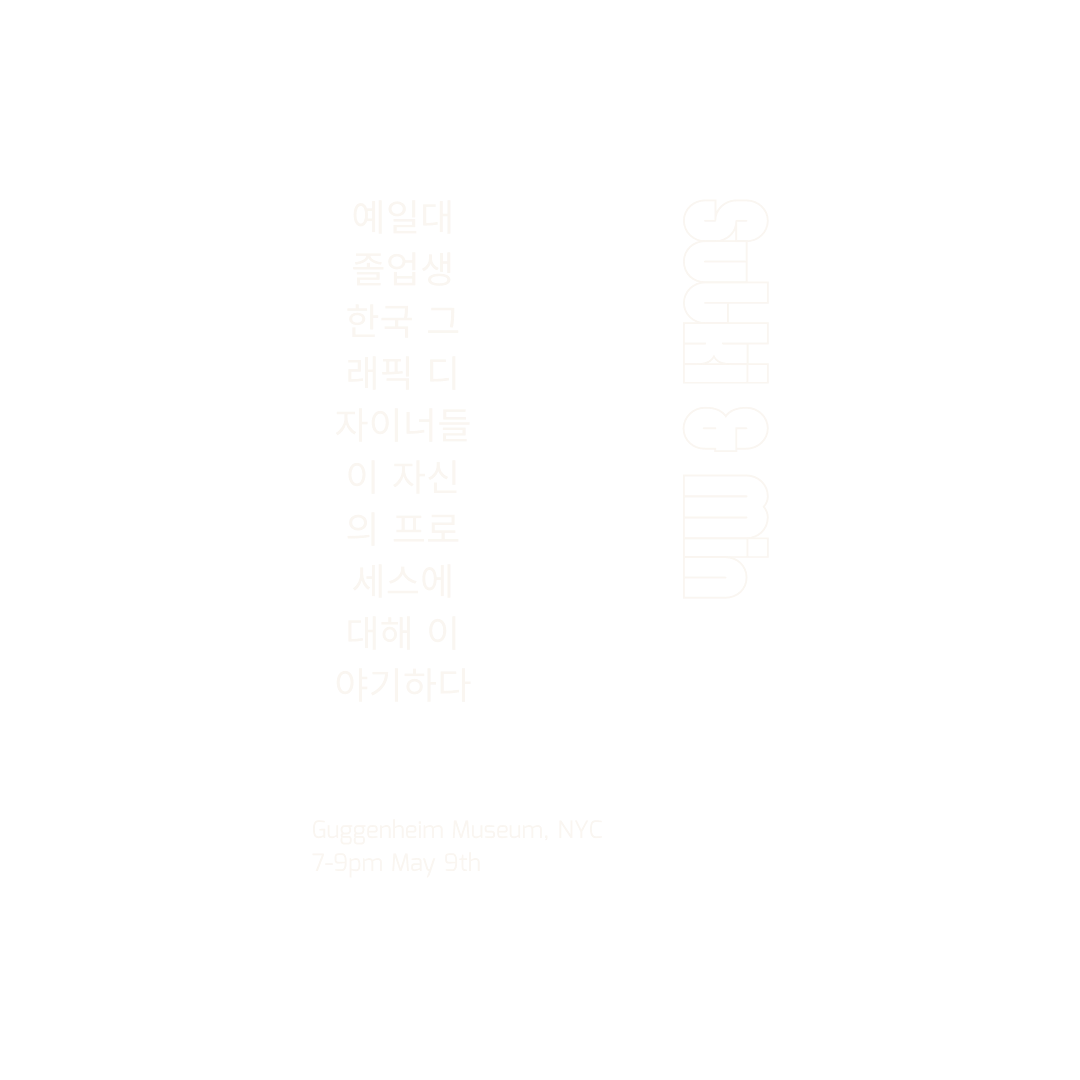 예일대
졸업생
한국 그
래픽 디
자이너들
이 자신
의 프로
세스에
대해 이
야기하다
suki & Min
Guggenheim Museum, NYC
7-9pm May 9th